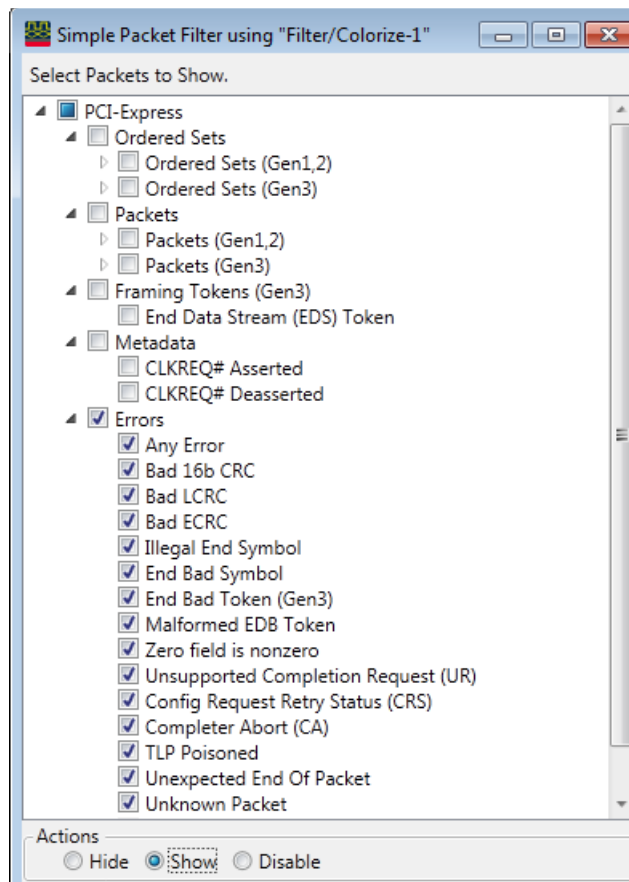 Simple Packet Filter using "Filter/Colorize-1"
Select Packets to Show.
PCI-Express
Ordered Sets
Ordered Sets (Gen1,2)
Ordered Sets (Gen3)
Packets
Packets (Gen1,2)
Packets (Gen3)
Framing Tokens (Gen3)
End Data Stream (EDS) Token
Metadata
CLKREQ# Asserted
CLKREQ# Deasserted
Errors
Any Error
Bad 16b CRC
Bad LCRC
Bad ECRC
Illegal End Symbol
End Bad Symbol
End Bad Token (Gen3)
Malformed EDB Token
Zero field is nonzero
Unsupported Completion Request (UR)
Config Request Retry Status (CRS)
Completer Abort (CA)
TLP Poisoned
Unexpected End Of Packet
Unknown Packet
Actions
Hide Show Disable